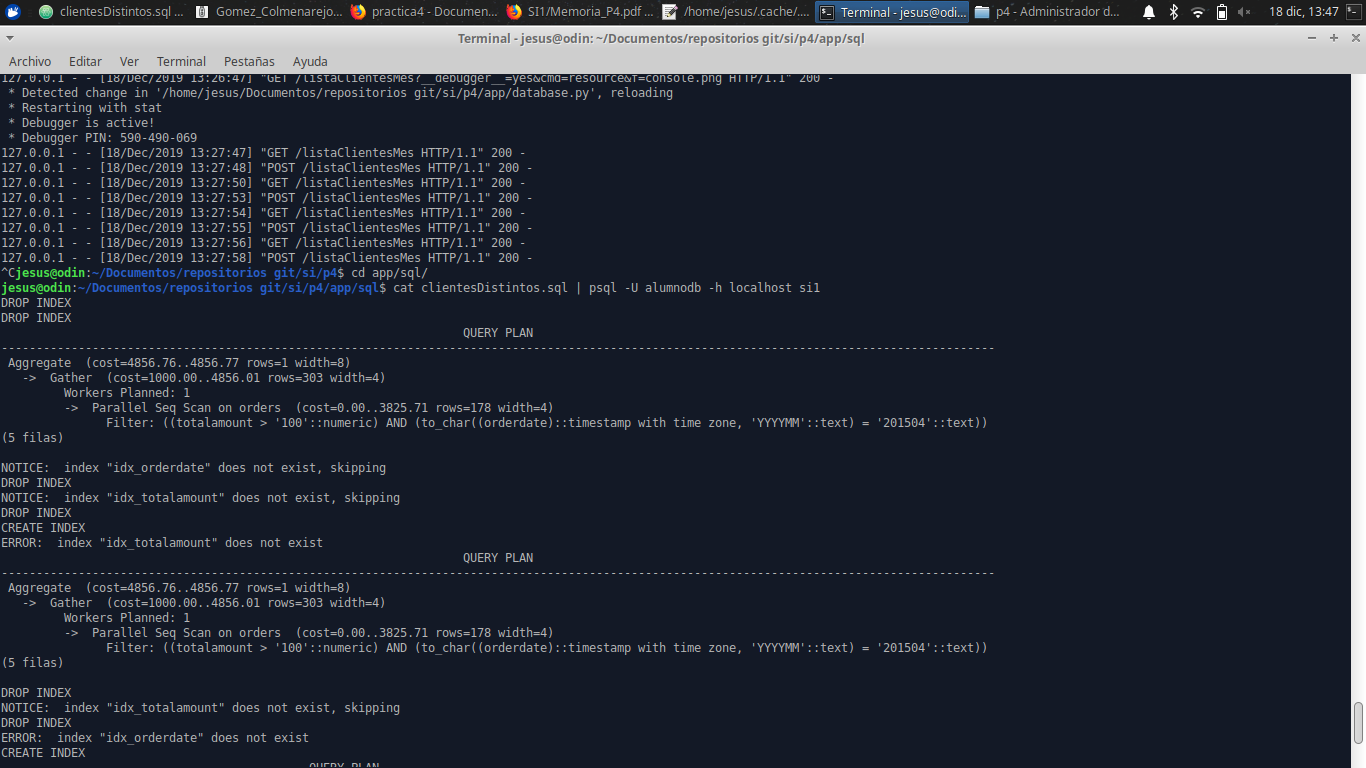 clientesDistintos.sql ...
Gomez_Colmenarejo...
practica4 - Documen...
SI1/Memoria_P4.pdf ...
/home/jesus/.cache/....
Terminal - jesus@odi...
p4 - Administrador d...
18 dic, 13:47
Terminal - jesus@odin: ~/Documentos/repositorios git/si/p4/app/sql
Archivo Editar Ver Terminal Pestañas Ayuda
127.0.0.1 - - [18/Dec/2019 13:26:47] "GET /listaClientesMes?__debugger__=yes&cmd=resource&f=console.png HTTP/1.1" 200 -
* Detected change in '/home/jesus/Documentos/repositorios git/si/p4/app/database.py', reloading
* Restarting with stat
* Debugger is active!
* Debugger PIN: 590-490-069
127.0.0.1 - - [18/Dec/2019 13:27:47] "GET /listaClientesMes HTTP/1.1" 200 -
127.0.0.1 - - [18/Dec/2019 13:27:48] "POST /listaClientesMes HTTP/1.1" 200 -
127.0.0.1 - - [18/Dec/2019 13:27:50] "GET /listaClientesMes HTTP/1.1" 200 -
127.0.0.1 - - [18/Dec/2019 13:27:53] "POST /listaClientesMes HTTP/1.1" 200 -
127.0.0.1 - - [18/Dec/2019 13:27:54] "GET /listaClientesMes HTTP/1.1" 200 -
127.0.0.1 - - [18/Dec/2019 13:27:55] "POST /listaClientesMes HTTP/1.1" 200 -
127.0.0.1 - - [18/Dec/2019 13:27:56] "GET /listaClientesMes HTTP/1.1" 200 -
127.0.0.1 - - [18/Dec/2019 13:27:58] "POST /listaClientesMes HTTP/1.1" 200 -
^Cjesus@odin:~/Documentos/repositorios git/si/p4$ cd app/sql/
jesus@odin:~/Documentos/repositorios git/si/p4/app/sql$ cat clientesDistintos.sql | psql -U alumnodb -h localhost si1
DROP INDEX
DROP INDEX
QUERY PLAN
----------------------------------------------------------------------------------------------------------------------------------------------
Aggregate (cost=4856.76..4856.77 rows=1 width=8)
-> Gather (cost=1000.00..4856.01 rows=303 width=4)
Workers Planned: 1
-> Parallel Seq Scan on orders (cost=0.00..3825.71 rows=178 width=4)
Filter: ((totalamount > '100'::numeric) AND (to_char((orderdate)::timestamp with time zone, 'YYYYMM'::text) = '201504'::text))
(5 filas)
NOTICE: index "idx_orderdate" does not exist, skipping
DROP INDEX
NOTICE: index "idx_totalamount" does not exist, skipping
DROP INDEX
CREATE INDEX
ERROR: index "idx_totalamount" does not exist
QUERY PLAN
----------------------------------------------------------------------------------------------------------------------------------------------
Aggregate (cost=4856.76..4856.77 rows=1 width=8)
-> Gather (cost=1000.00..4856.01 rows=303 width=4)
Workers Planned: 1
-> Parallel Seq Scan on orders (cost=0.00..3825.71 rows=178 width=4)
Filter: ((totalamount > '100'::numeric) AND (to_char((orderdate)::timestamp with time zone, 'YYYYMM'::text) = '201504'::text))
(5 filas)
DROP INDEX
NOTICE: index "idx_totalamount" does not exist, skipping
DROP INDEX
ERROR: index "idx_orderdate" does not exist
CREATE INDEX
QUERY PLAN